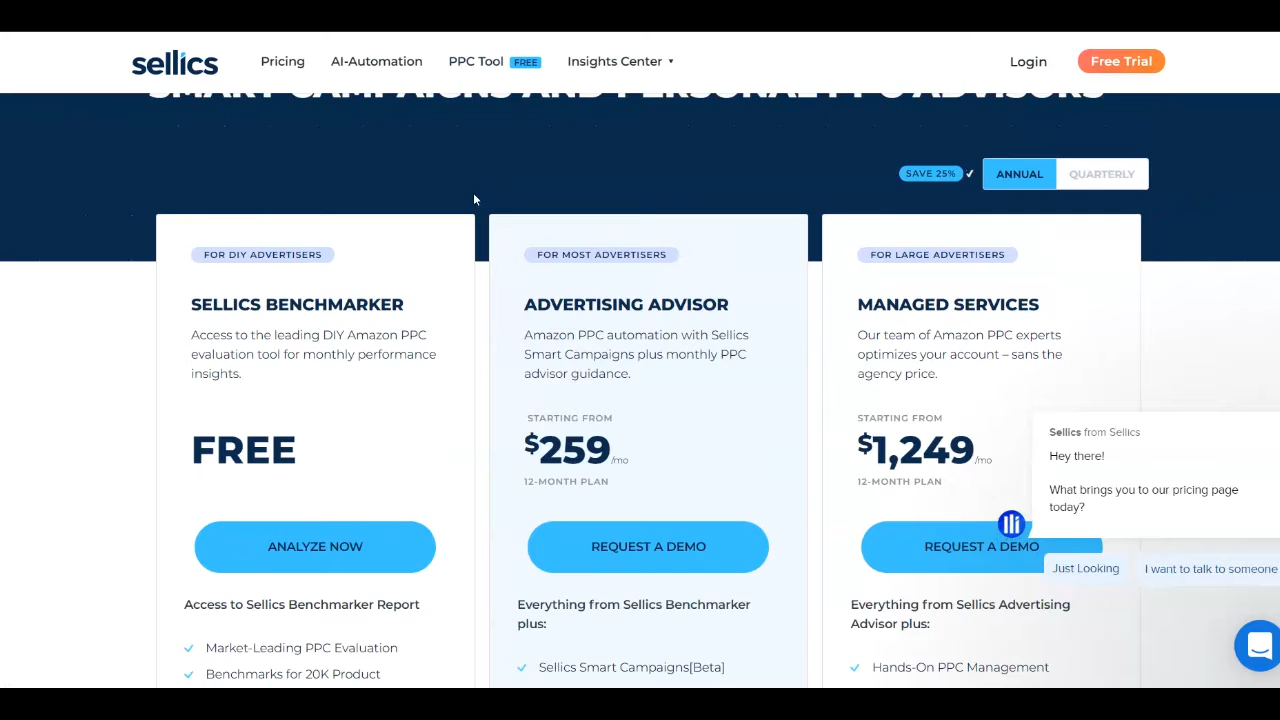 sellics
Pricing
AI-Automation
PPC Tool FREE
Insights Center
Login
Free Trial
SMART CAMPAIGNS AND PERSONAL PPC ADVISORS
SAVE 25%
ANNUAL
QUARTERLY
FOR DIY ADVERTISERS
SELLICS BENCHMARKER
Access to the leading DIY Amazon PPC
evaluation tool for monthly performance
insights.
FREE
ANALYZE NOW
Access to Sellics Benchmarker Report
Market-Leading PPC Evaluation
Benchmarks for 20K Product
FOR MOST ADVERTISERS
ADVERTISING ADVISOR
Amazon PPC automation with Sellics
Smart Campaigns plus monthly PPC
advisor guidance.
STARTING FROM
$259/mo
12-MONTH PLAN
REQUEST A DEMO
Everything from Sellics Benchmarker
plus:
Sellics Smart Campaigns[Beta]
FOR LARGE ADVERTISERS
MANAGED SERVICES
Our team of Amazon PPC experts
optimizes your account – sans the
agency price.
STARTING FROM
$1,249/mo
12-MONTH PLAN
REQUEST A DEMO
Everything from Sellics Advertising
Advisor plus:
Hands-On PPC Management
Sellics from Sellics
Hey there!
What brings you to our pricing page
today?
Just Looking
I want to talk to someone